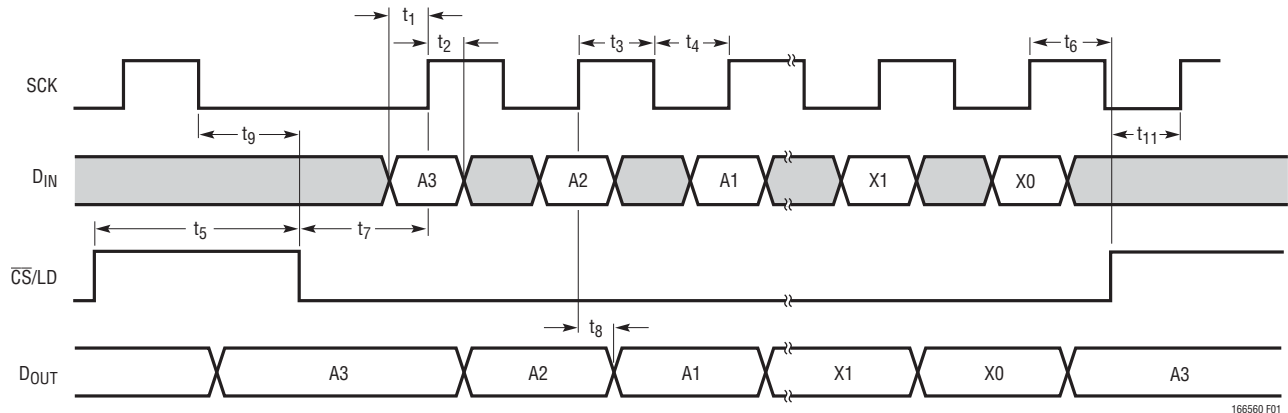 t1
t2 t3 t4 t6
SCK
t9 t11
DIN A3 A2 A1 X1 X0
t5 t7
CS/LD
t8
DOUT A3 A2 A1 X1 X0 A3
166560 F01